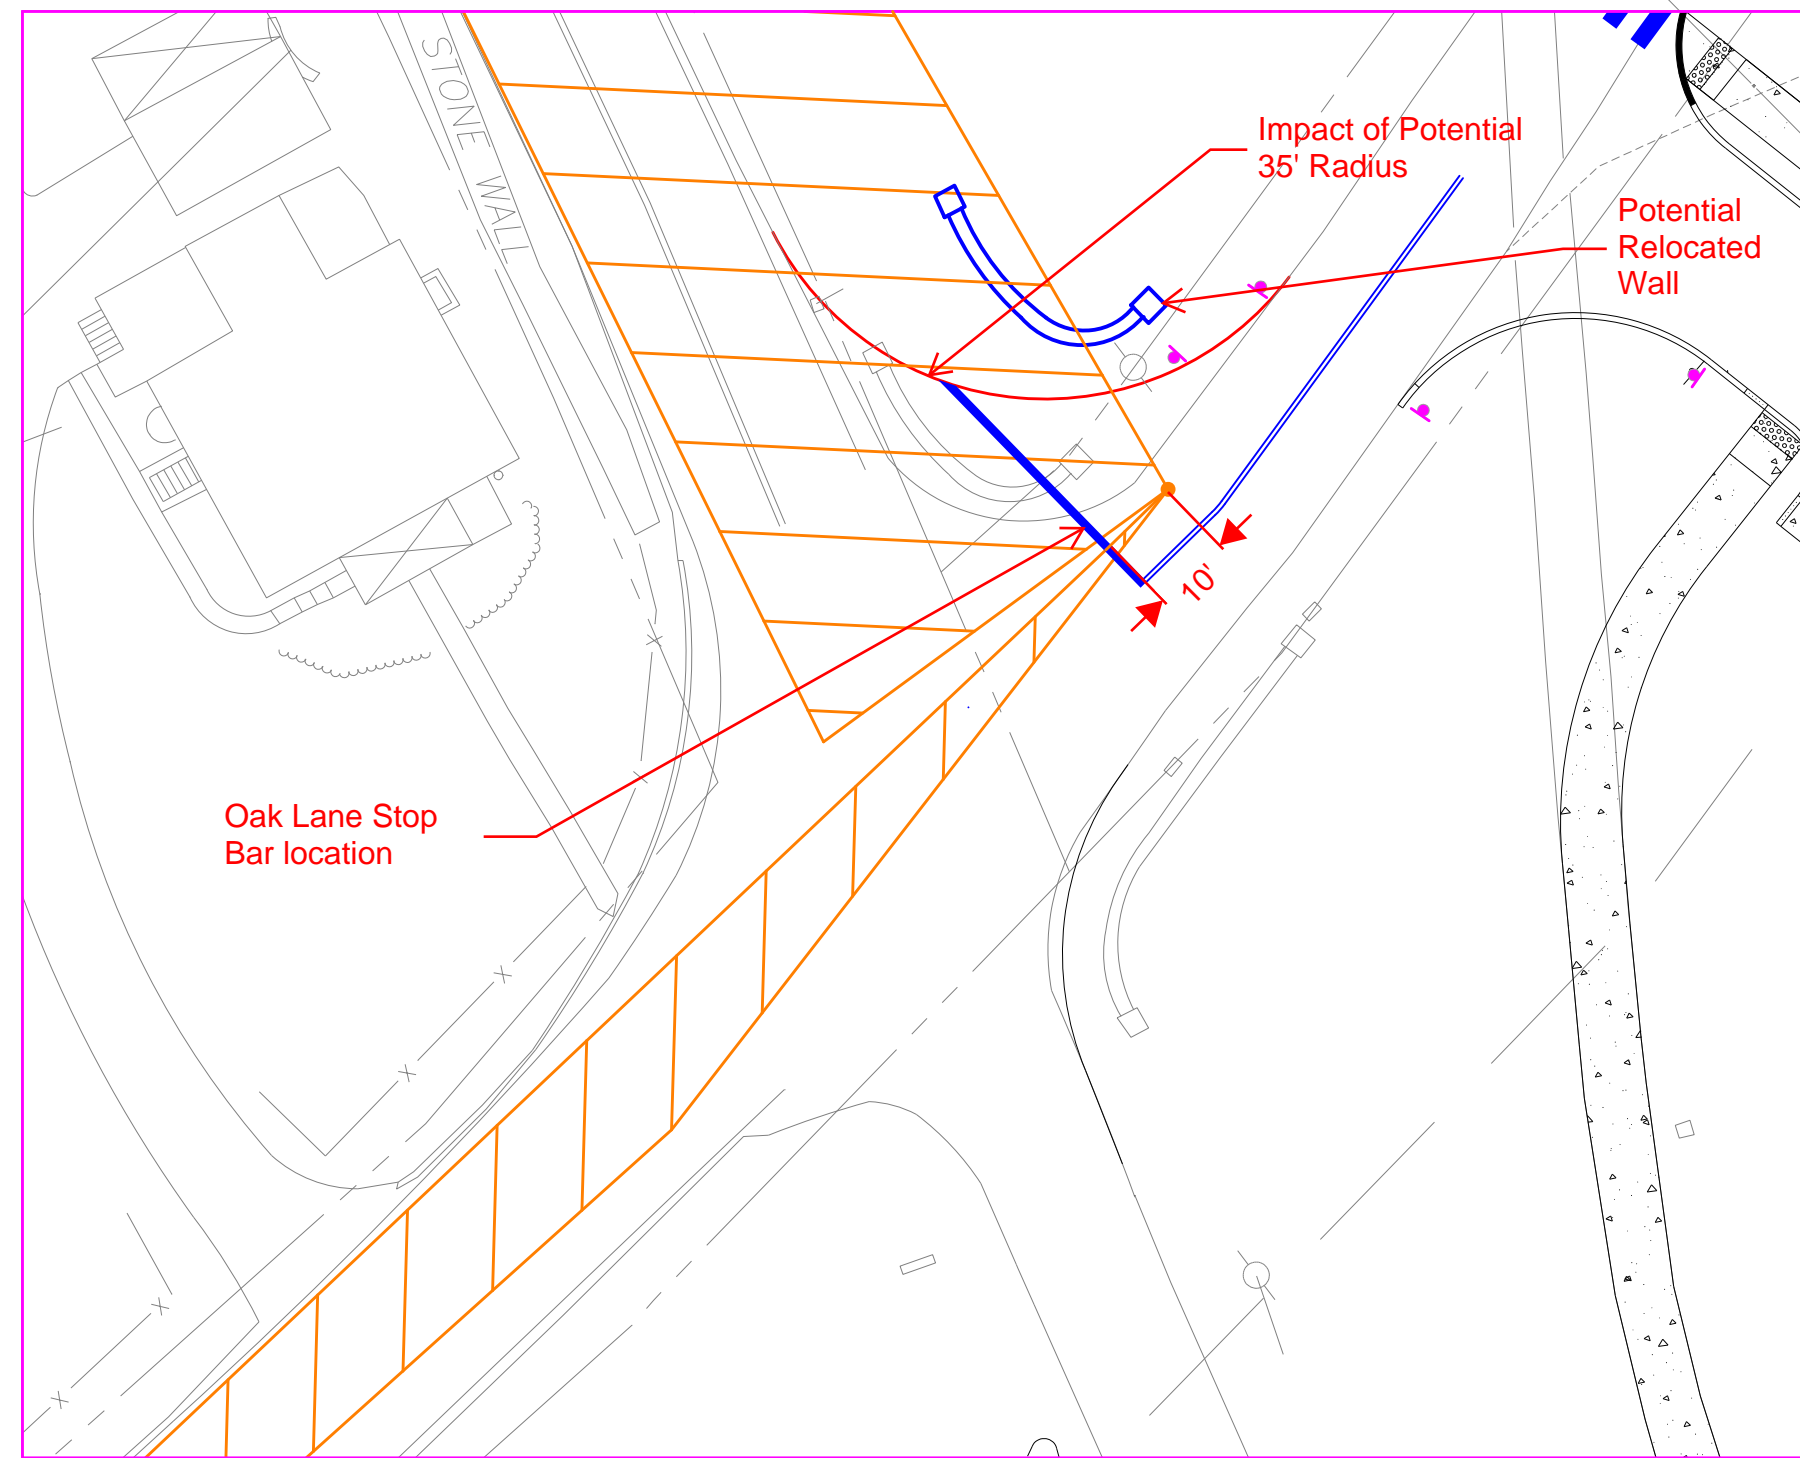 STONE WALL
Impact of Potential
35' Radius
Potential
Relocated
Wall
10'
Oak Lane Stop
Bar location